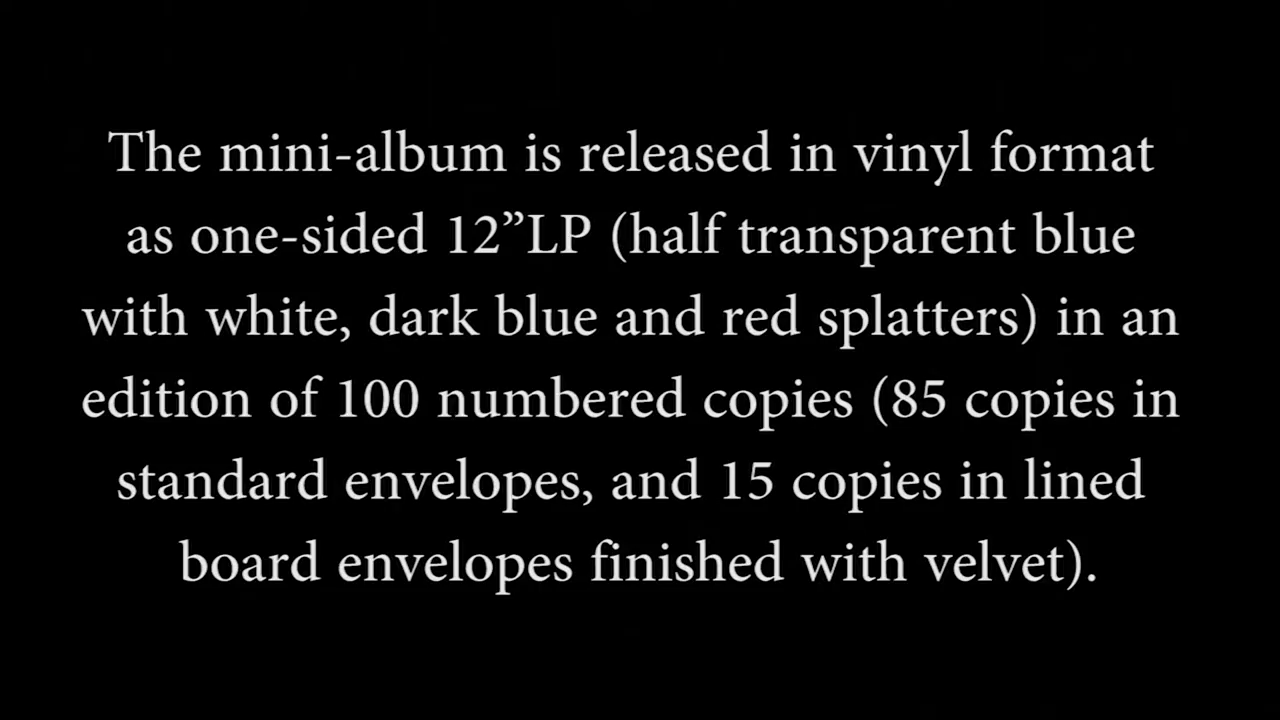 The mini-album is released in vinyl format
as one-sided 12”LP (half transparent blue
with white, dark blue and red splatters) in an
edition of 100 numbered copies (85 copies in
standard envelopes, and 15 copies in lined
board envelopes finished with velvet).